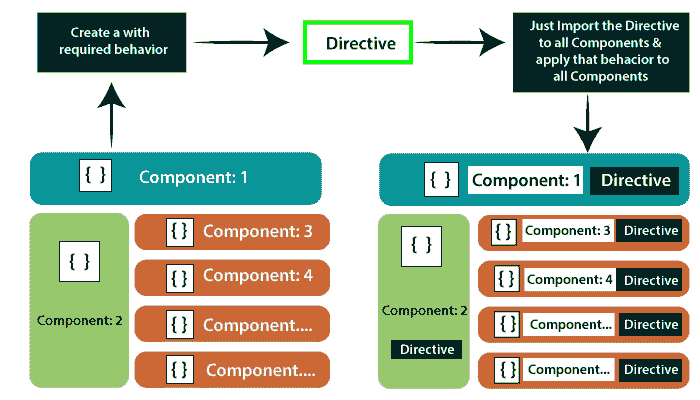 Create a with
required behavior
Directive
Just Import the Directive
to all Components &
apply that behacior to
all Components
{ } Component: 1
{ }
Component: 2
{ } Component: 3
{ } Component: 4
{ } Component....
{ } Component....
{ } Component: 1 Directive
{ }
Component: 2
Directive
{ } Component: 3 Directive
{ } Component: 4 Directive
{ } Component... Directive
{ } Component... Directive